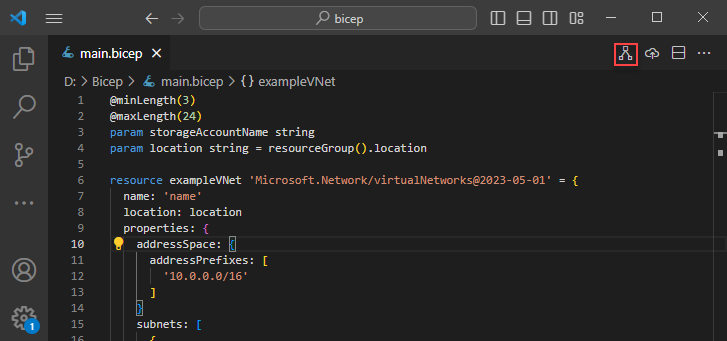 bicep
main.bicep
D: > Bicep > main.bicep > {} exampleVNet
1 @minLength(3)
2 @maxLength(24)
3 param storageAccountName string
4 param location string = resourceGroup().location
5
6 resource exampleVNet 'Microsoft.Network/virtualNetworks@2023-05-01' = {
7 name: 'name'
8 location: location
9 properties: {
10 addressSpace: {
11 addressPrefixes: [
12 '10.0.0.0/16'
13 ]
14 }
15 subnets: [
16 {
1